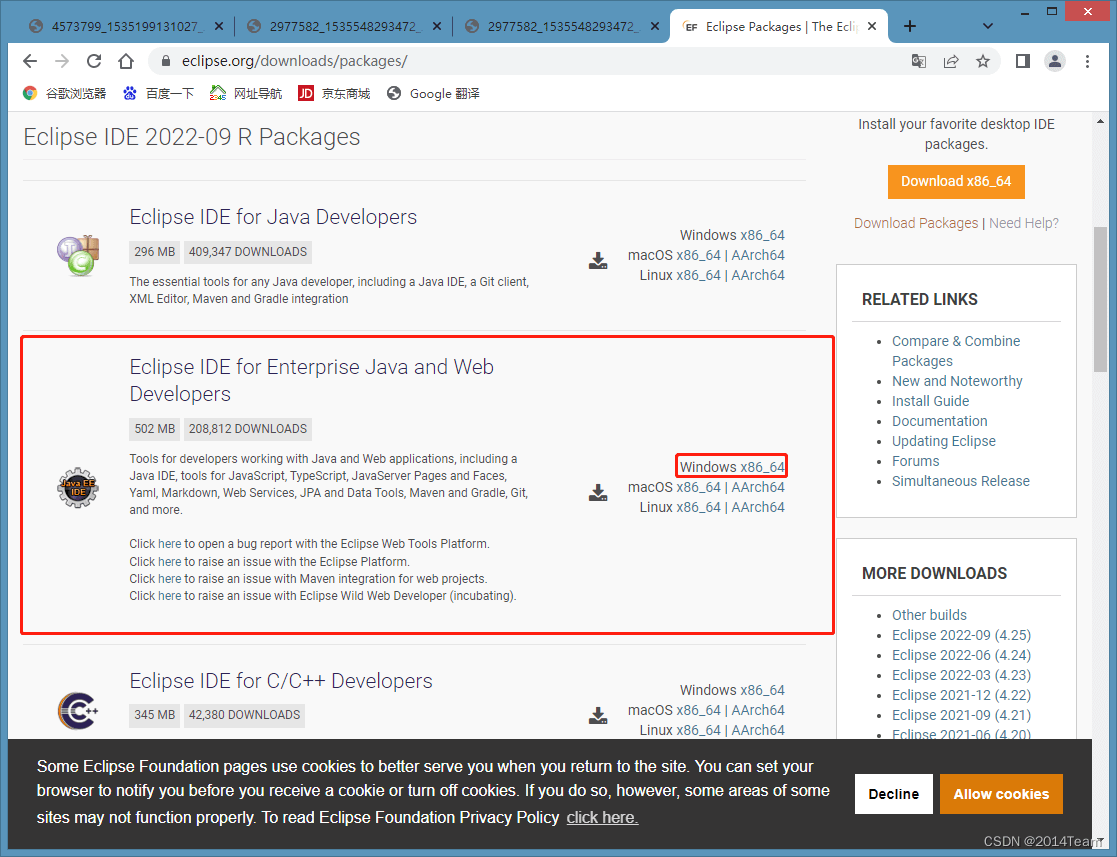 4573799_1535199131027_
2977582_1535548293472_
2977582_1535548293472_
EF Eclipse Packages | The Ecli
eclipse.org/downloads/packages/
谷歌浏览器
百度一下
2345 网址导航
JD 京东商城
Google 翻译
Eclipse IDE 2022-09 R Packages
Eclipse IDE for Java Developers
296 MB 409,347 DOWNLOADS
The essential tools for any Java developer, including a Java IDE, a Git client,
XML Editor, Maven and Gradle integration
Windows x86_64
macOS x86_64 | AArch64
Linux x86_64 | AArch64
Java EE
IDE
Eclipse IDE for Enterprise Java and Web
Developers
502 MB 208,812 DOWNLOADS
Tools for developers working with Java and Web applications, including a
Java IDE, tools for JavaScript, TypeScript, JavaServer Pages and Faces,
Yaml, Markdown, Web Services, JPA and Data Tools, Maven and Gradle, Git,
and more.
Click here to open a bug report with the Eclipse Web Tools Platform.
Click here to raise an issue with the Eclipse Platform.
Click here to raise an issue with Maven integration for web projects.
Click here to raise an issue with Eclipse Wild Web Developer (incubating).
Windows x86_64
macOS x86_64 | AArch64
Linux x86_64 | AArch64
Eclipse IDE for C/C++ Developers
345 MB 42,380 DOWNLOADS
Windows x86_64
macOS x86_64 | AArch64
Linux x86_64 | AArch64
Install your favorite desktop IDE
packages.
Download x86_64
Download Packages | Need Help?
RELATED LINKS
Compare & Combine
Packages
New and Noteworthy
Install Guide
Documentation
Updating Eclipse
Forums
Simultaneous Release
MORE DOWNLOADS
Other builds
Eclipse 2022-09 (4.25)
Eclipse 2022-06 (4.24)
Eclipse 2022-03 (4.23)
Eclipse 2021-12 (4.22)
Eclipse 2021-09 (4.21)
Eclipse 2021-06 (4.20)
Some Eclipse Foundation pages use cookies to better serve you when you return to the site. You can set your
browser to notify you before you receive a cookie or turn off cookies. If you do so, however, some areas of some
sites may not function properly. To read Eclipse Foundation Privacy Policy click here.
Decline
Allow cookies
CSDN @2014Team